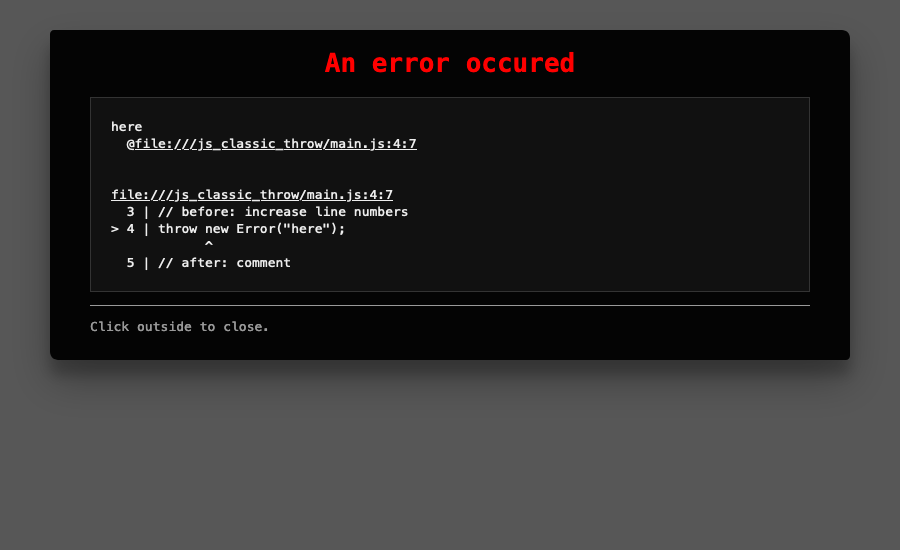 An error occured
here
  @file:///js_classic_throw/main.js:4:7
file:///js_classic_throw/main.js:4:7
  3 | // before: increase line numbers
> 4 | throw new Error("here");
            ^
  5 | // after: comment
Click outside to close.